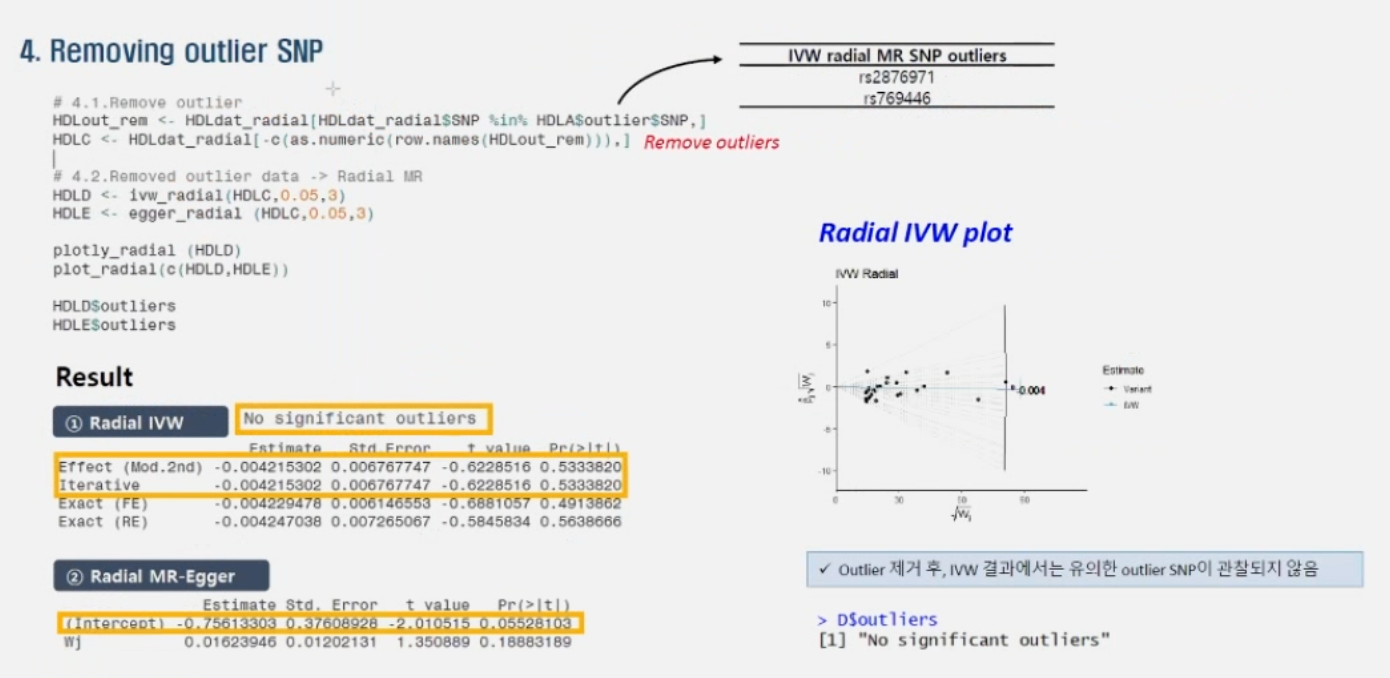 4. Removing outlier SNP
# 4.1.Remove outlier
HDLout_rem <- HDLdat_radial[HDLdat_radial$SNP %in% HDLA$outlier$SNP,]
HDLC <- HDLdat_radial[-c(as.numeric(row.names(HDLout_rem))),]
Remove outliers
# 4.2.Removed outlier data -> Radial MR
HDLD <- ivw_radial(HDLC,0.05,3)
HDLE <- egger_radial (HDLC,0.05,3)
plotly_radial (HDLD)
plot_radial(c(HDLD,HDLE))
HDLD$outliers
HDLE$outliers
IVW radial MR SNP outliers
rs2876971
rs769446
Result
① Radial IVW
No significant outliers
Estimate Std.Error t value Pr(>|t|)
Effect (Mod.2nd) -0.004215302 0.006767747 -0.6228516 0.5333820
Iterative -0.004215302 0.006767747 -0.6228516 0.5333820
Exact (FE) -0.004229478 0.006146553 -0.6881057 0.4913862
Exact (RE) -0.004247038 0.007265067 -0.5845834 0.5638666
② Radial MR-Egger
Estimate Std. Error t value Pr(>|t|)
(Intercept) -0.75613303 0.37608928 -2.010515 0.05528103
Wj 0.01623946 0.01202131 1.350889 0.18883189
Radial IVW plot
IVW Radial
10
5
0
-5
-10
-0.004
0 30 60 90
√Wj
Estimate
Variant
IVW
✓ Outlier 제거 후, IVW 결과에서는 유의한 outlier SNP이 관찰되지 않음
> D$outliers
[1] "No significant outliers"